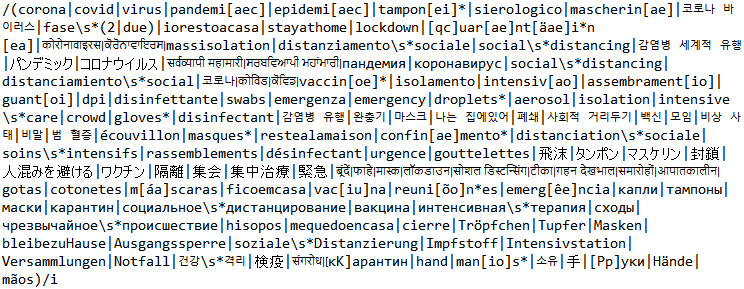 /(corona|covid|virus|pandemi[aec]|epidemi[aec]|tampon[ei]*|sierologico|mascherin[ae]|코로나 바
이러스|fase\s*(2|due)|iorestoacasa|stayathome|lockdown|[qc]uar[ae]nt[äae]i*n
[ea]|कोरोनावाइरस|ਕੋਰੋਨਾਵਾਇਰਸ|massisolation|distanziamento\s*sociale|social\s*distancing|감염병 세계적 유행
|パンデミック|コロナウイルス|सर्वव्यापी महामारी|ਸਰਬਵਿਆਪੀ ਮਹਾਂਮਾਰੀ|пандемия|коронавирус|social\s*distancing|
distanciamiento\s*social|코로나|कोविड|ਕੋਵਿਡ|vaccin[oe]*|isolamento|intensiv[ao]|assembrament[io]|
guant[oi]|dpi|disinfettante|swabs|emergenza|emergency|droplets*|aerosol|isolation|intensive
\s*care|crowd|gloves*|disinfectant|감염병 유행|완충기|마스크|나는 집에있어|폐쇄|사회적 거리두기|백신|모임|비상 사
태|비말|범 혈증|écouvillon|masques*|restealamaison|confin[ae]mento*|distanciation\s*sociale|
soins\s*intensifs|rassemblements|désinfectant|urgence|gouttelettes|飛沫|タンポン|マスケリン|封鎖|
人混みを避ける|ワクチン|隔離|集会|集中治療|緊急|बूंदें|फाहे|मास्क|लॉकडाउन|सोशल डिस्टन्सिंग|टीका|गहन देखभाल|समारोहों|आपातकालीन|
gotas|cotonetes|m[áa]scaras|ficoemcasa|vac[iu]na|reuni[õo]n*es|emerg[êe]ncia|капли|тампоны|
маски|карантин|социальное\s*дистанцирование|вакцина|интенсивная\s*терапия|сходы|
чрезвычайное\s*происшествие|hisopos|mequedoencasa|cierre|Tröpfchen|Tupfer|Masken|
bleibezuHause|Ausgangssperre|soziale\s*Distanzierung|Impfstoff|Intensivstation|
Versammlungen|Notfall|건강\s*격리|検疫|संगरोध|[кК]арантин|hand|man[io]s*|소유|手|[Рр]уки|Hände|
mãos)/i